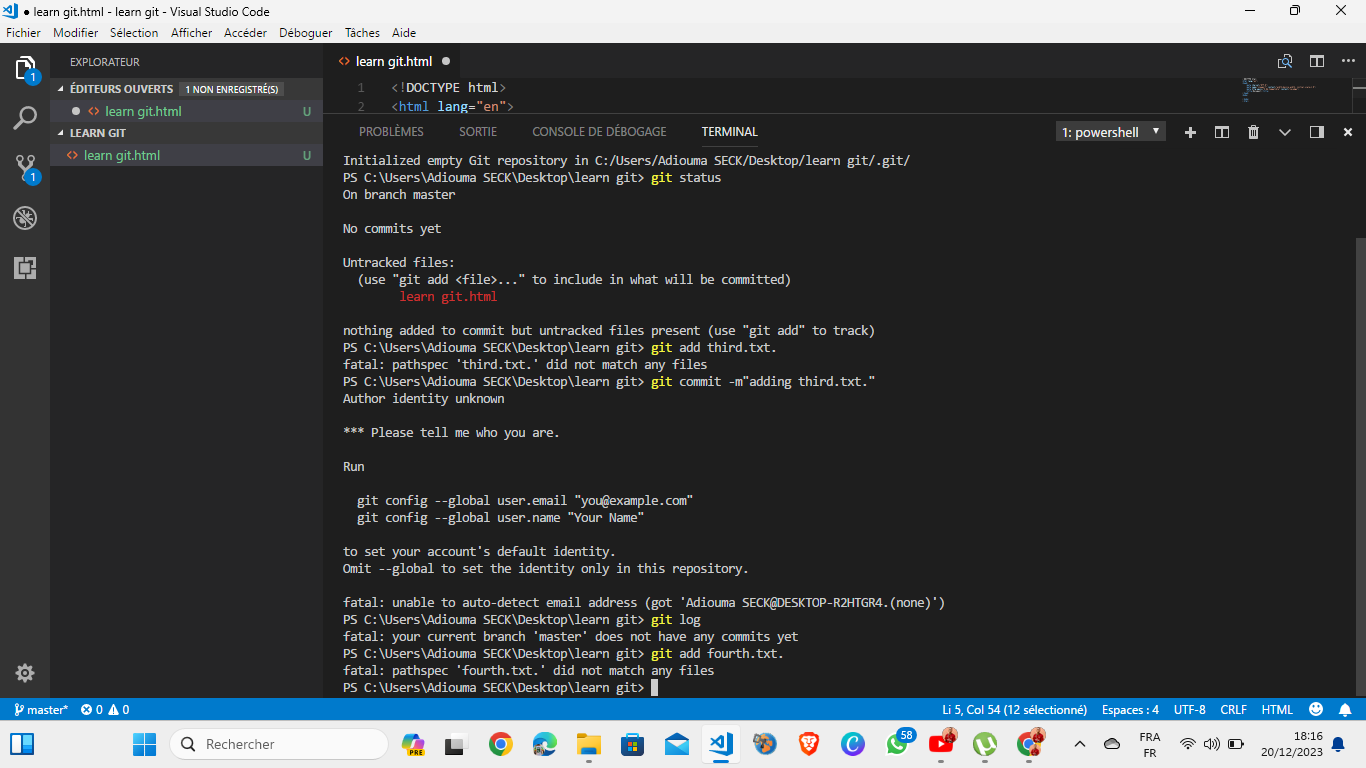 ● learn git.html - learn git - Visual Studio Code
Fichier Modifier Sélection Afficher Accéder Déboguer Tâches Aide
1
1
EXPLORATEUR
ÉDITEURS OUVERTS 1 NON ENREGISTRÉ(S)
learn git.html U
LEARN GIT
learn git.html U
learn git.html
1 <!DOCTYPE html>
2 <html lang="en">
PROBLÈMES SORTIE CONSOLE DE DÉBOGAGE TERMINAL 1: powershell
Initialized empty Git repository in C:/Users/Adiouma SECK/Desktop/learn git/.git/
PS C:\Users\Adiouma SECK\Desktop\learn git> git status
On branch master
No commits yet
Untracked files:
(use "git add <file>..." to include in what will be committed)
learn git.html
nothing added to commit but untracked files present (use "git add" to track)
PS C:\Users\Adiouma SECK\Desktop\learn git> git add third.txt.
fatal: pathspec 'third.txt.' did not match any files
PS C:\Users\Adiouma SECK\Desktop\learn git> git commit -m"adding third.txt."
Author identity unknown
*** Please tell me who you are.
Run
git config --global user.email "you@example.com"
git config --global user.name "Your Name"
to set your account's default identity.
Omit --global to set the identity only in this repository.
fatal: unable to auto-detect email address (got 'Adiouma SECK@DESKTOP-R2HTGR4.(none)')
PS C:\Users\Adiouma SECK\Desktop\learn git> git log
fatal: your current branch 'master' does not have any commits yet
PS C:\Users\Adiouma SECK\Desktop\learn git> git add fourth.txt.
fatal: pathspec 'fourth.txt.' did not match any files
PS C:\Users\Adiouma SECK\Desktop\learn git>
master* 0 0 Li 5, Col 54 (12 sélectionné) Espaces : 4 UTF-8 CRLF HTML
Rechercher
PRE
58
FRA
FR
18:16
20/12/2023